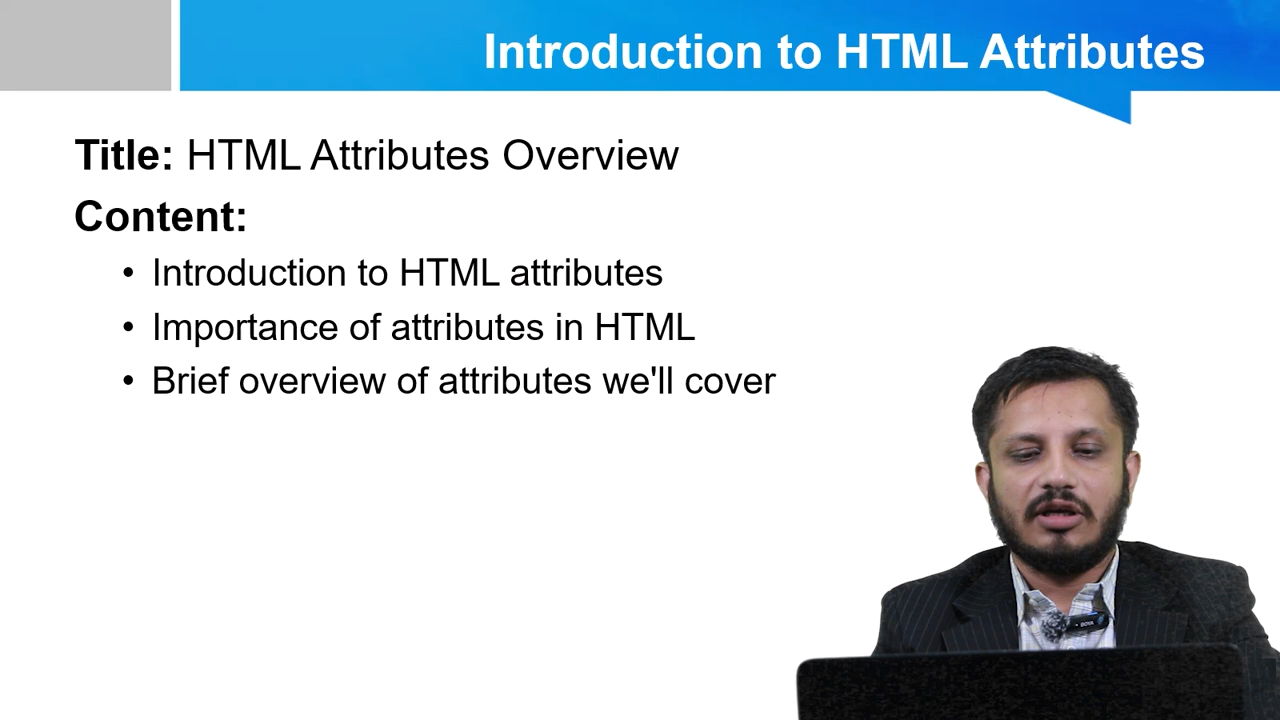 Introduction to HTML Attributes
Title: HTML Attributes Overview
Content:
• Introduction to HTML attributes
• Importance of attributes in HTML
• Brief overview of attributes we'll cover
BOYA